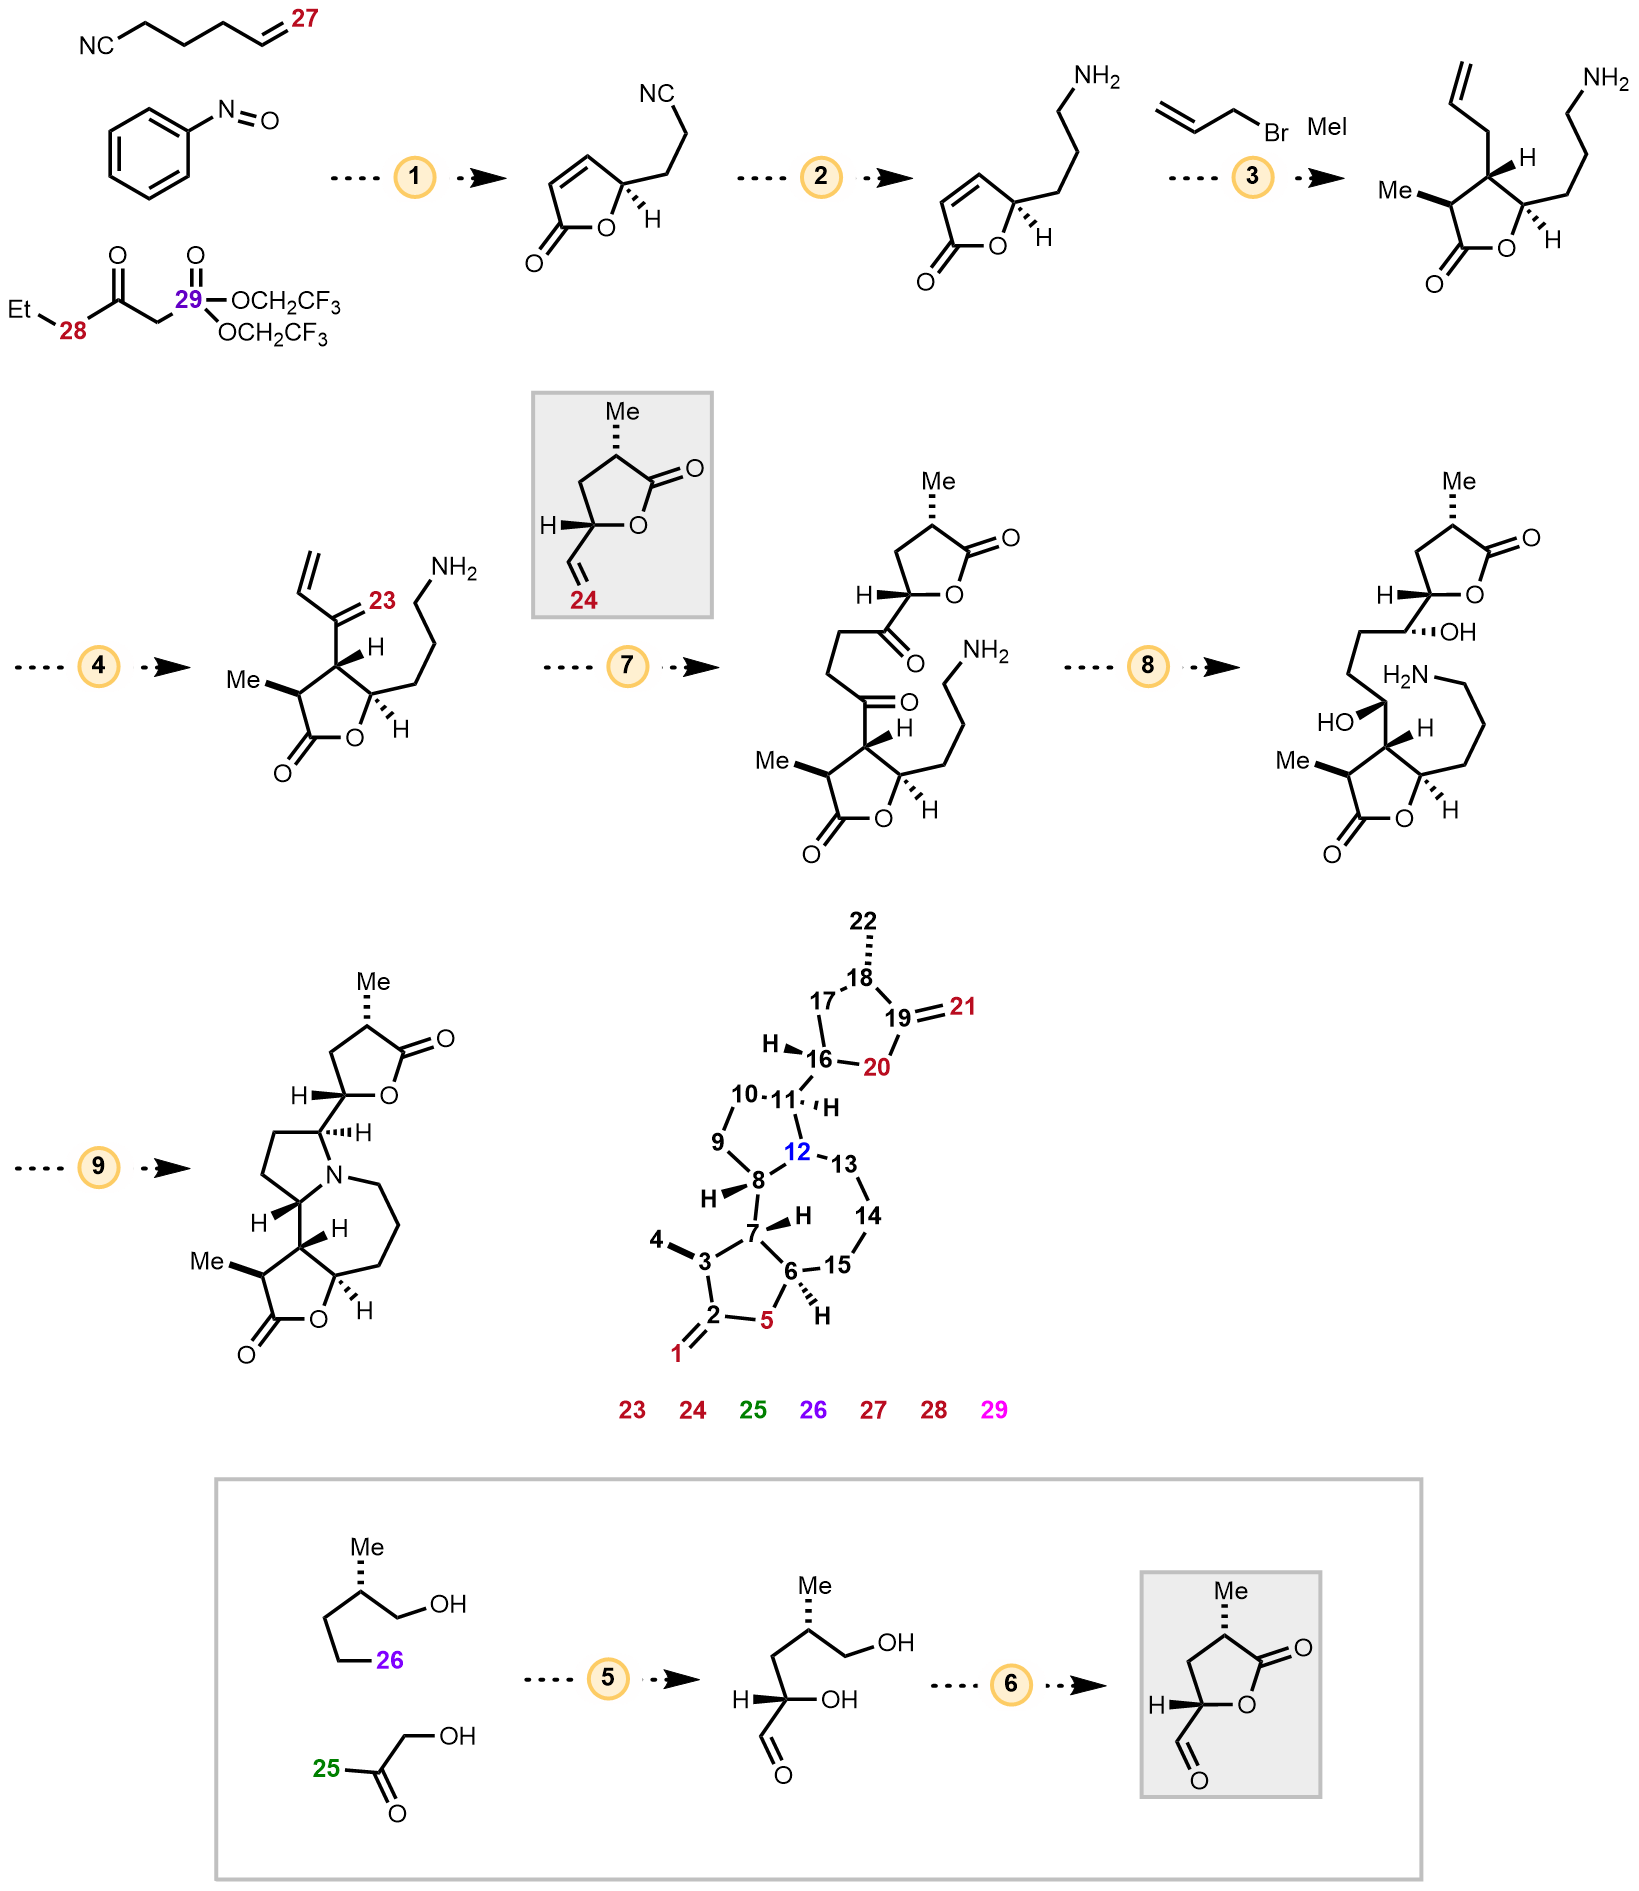 NC 27
N O
O O
Et 28 29 OCH2CF3
OCH2CF3
1
NC
O O H
2
NH2
O O H
Br MeI
3
NH2
H
Me
O O H
4
NH2
23
H
Me
O O H
Me
O
H O
24
7
Me
O
H O
O
NH2
O
H
Me
O O H
8
Me
O
H O
OH
H2N
HO
H
Me
O O H
9
Me
O
H O
H
N
H H
Me
O O H
22
18
17
19 21
H 16 20
10 11 H
9 12 13
8
H H 14
4 7
3 6 15
2 5 H
1
23 24 25 26 27 28 29
Me
OH
26
25 OH
O
5
Me
OH
H OH
O
6
Me
O
H O
O